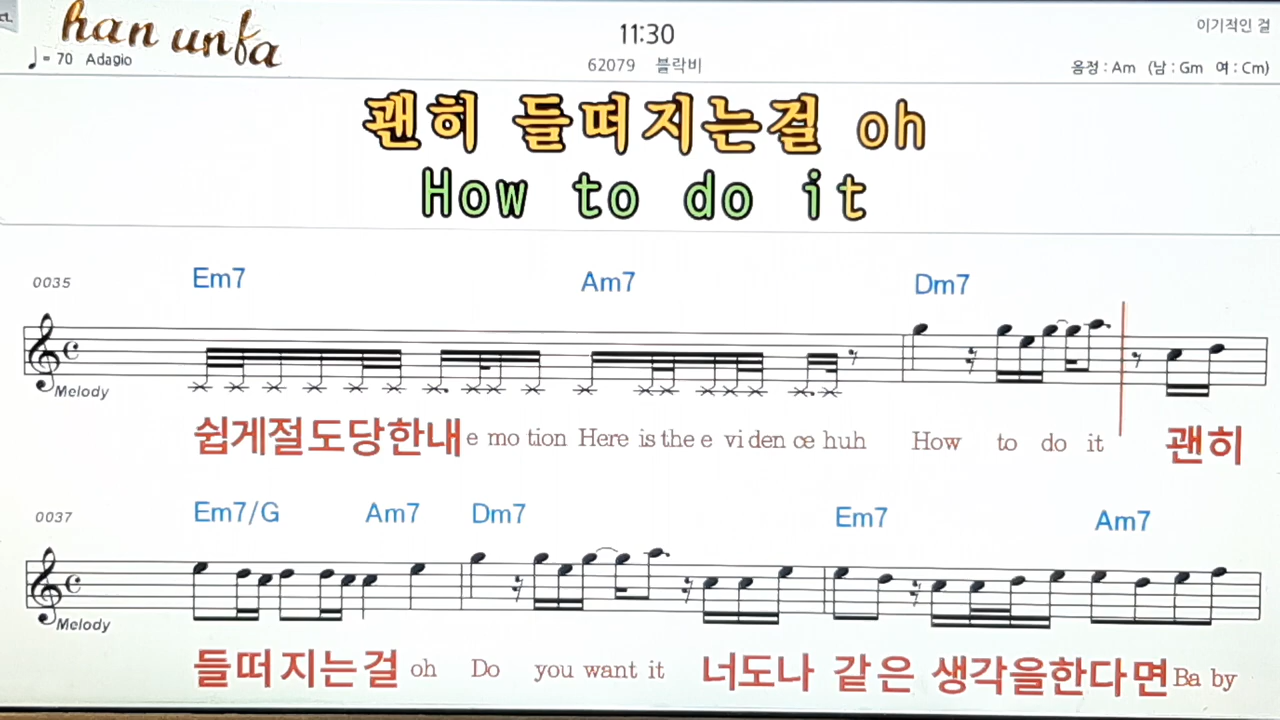 han unfa
11:30
이기적인 걸
♩= 70 Adagio
62079 블락비
음정 : Am (남 : Gm 여 : Cm)
괜히 들떠지는걸 oh
How to do it
0035 Em7 Am7 Dm7
Melody
쉽게절도당한내 e mo tion Here is the e vi den ce huh How to do it 괜히
0037 Em7/G Am7 Dm7 Em7 Am7
Melody
들떠지는걸 oh Do you want it 너도나 같은 생각을한다면 Ba by